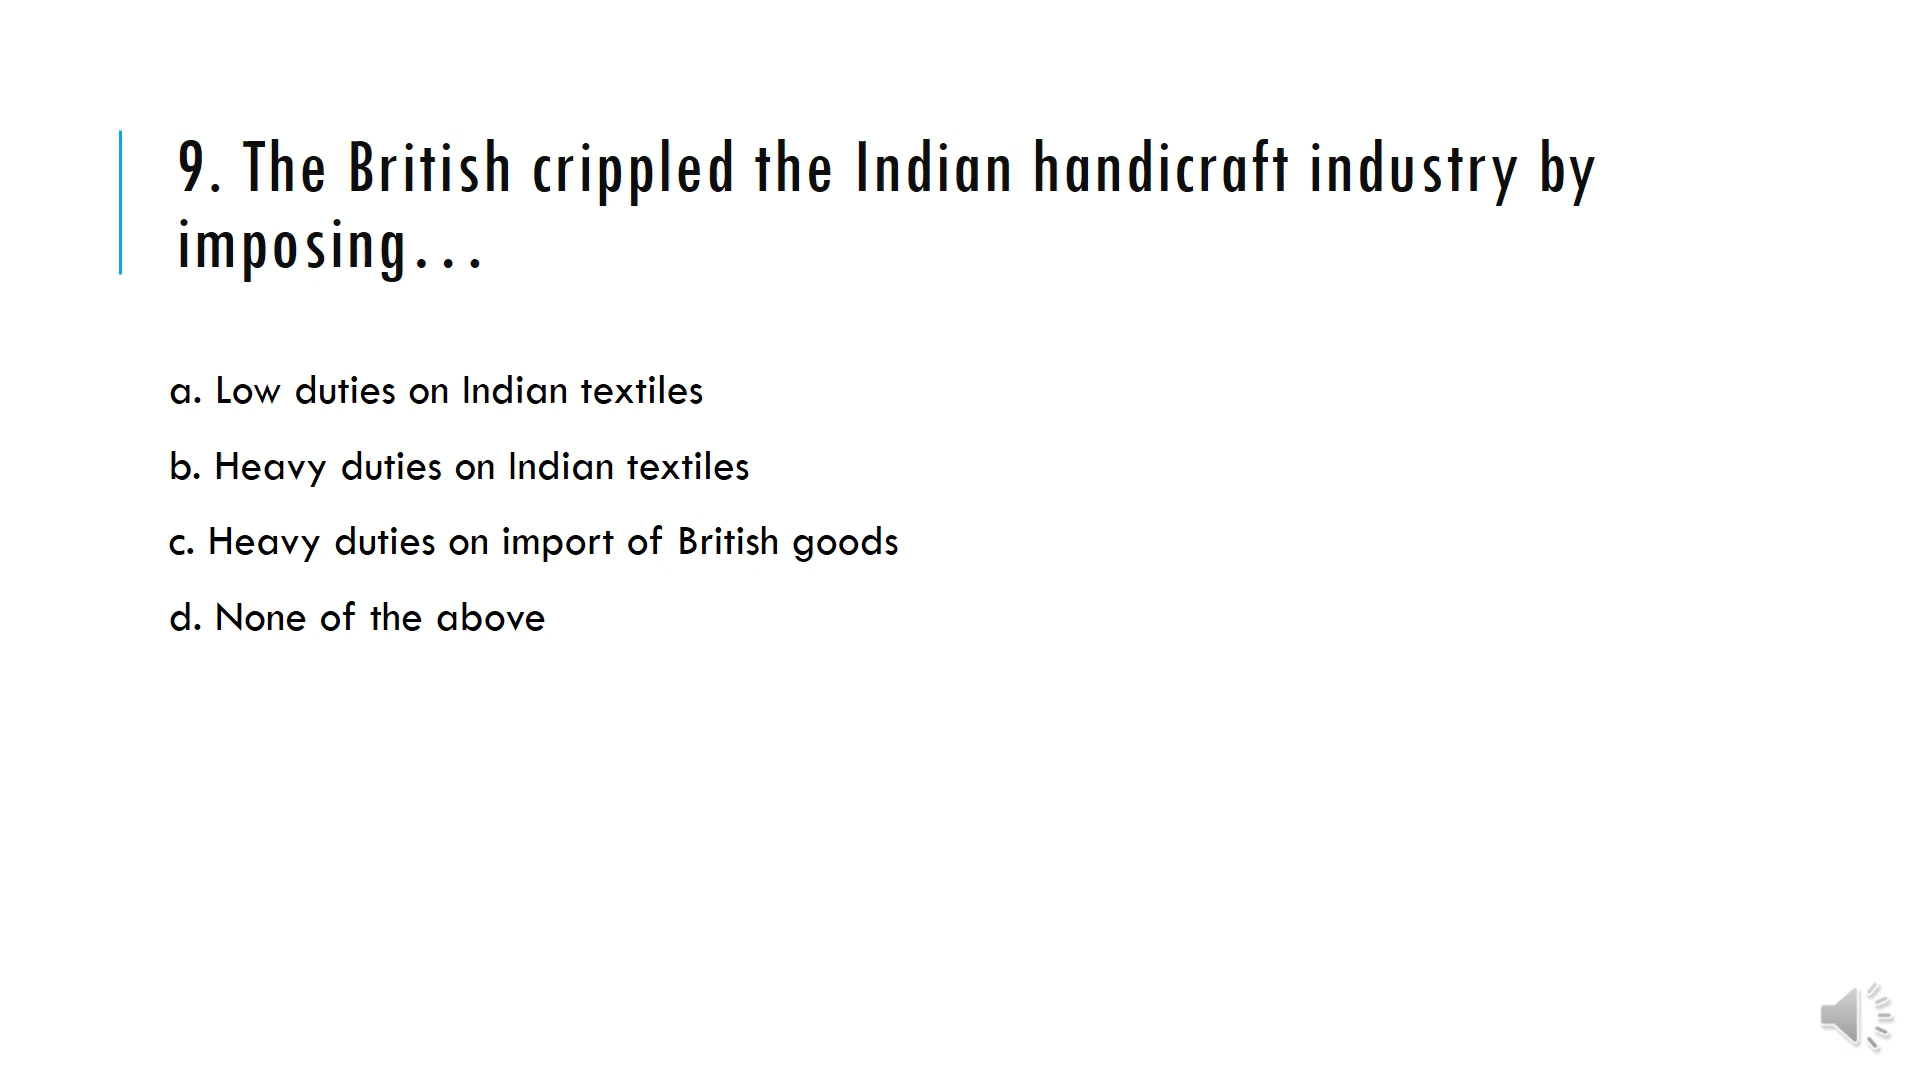 9. The British crippled the Indian handicraft industry by
imposing...
a. Low duties on Indian textiles
b. Heavy duties on Indian textiles
c. Heavy duties on import of British goods
d. None of the above